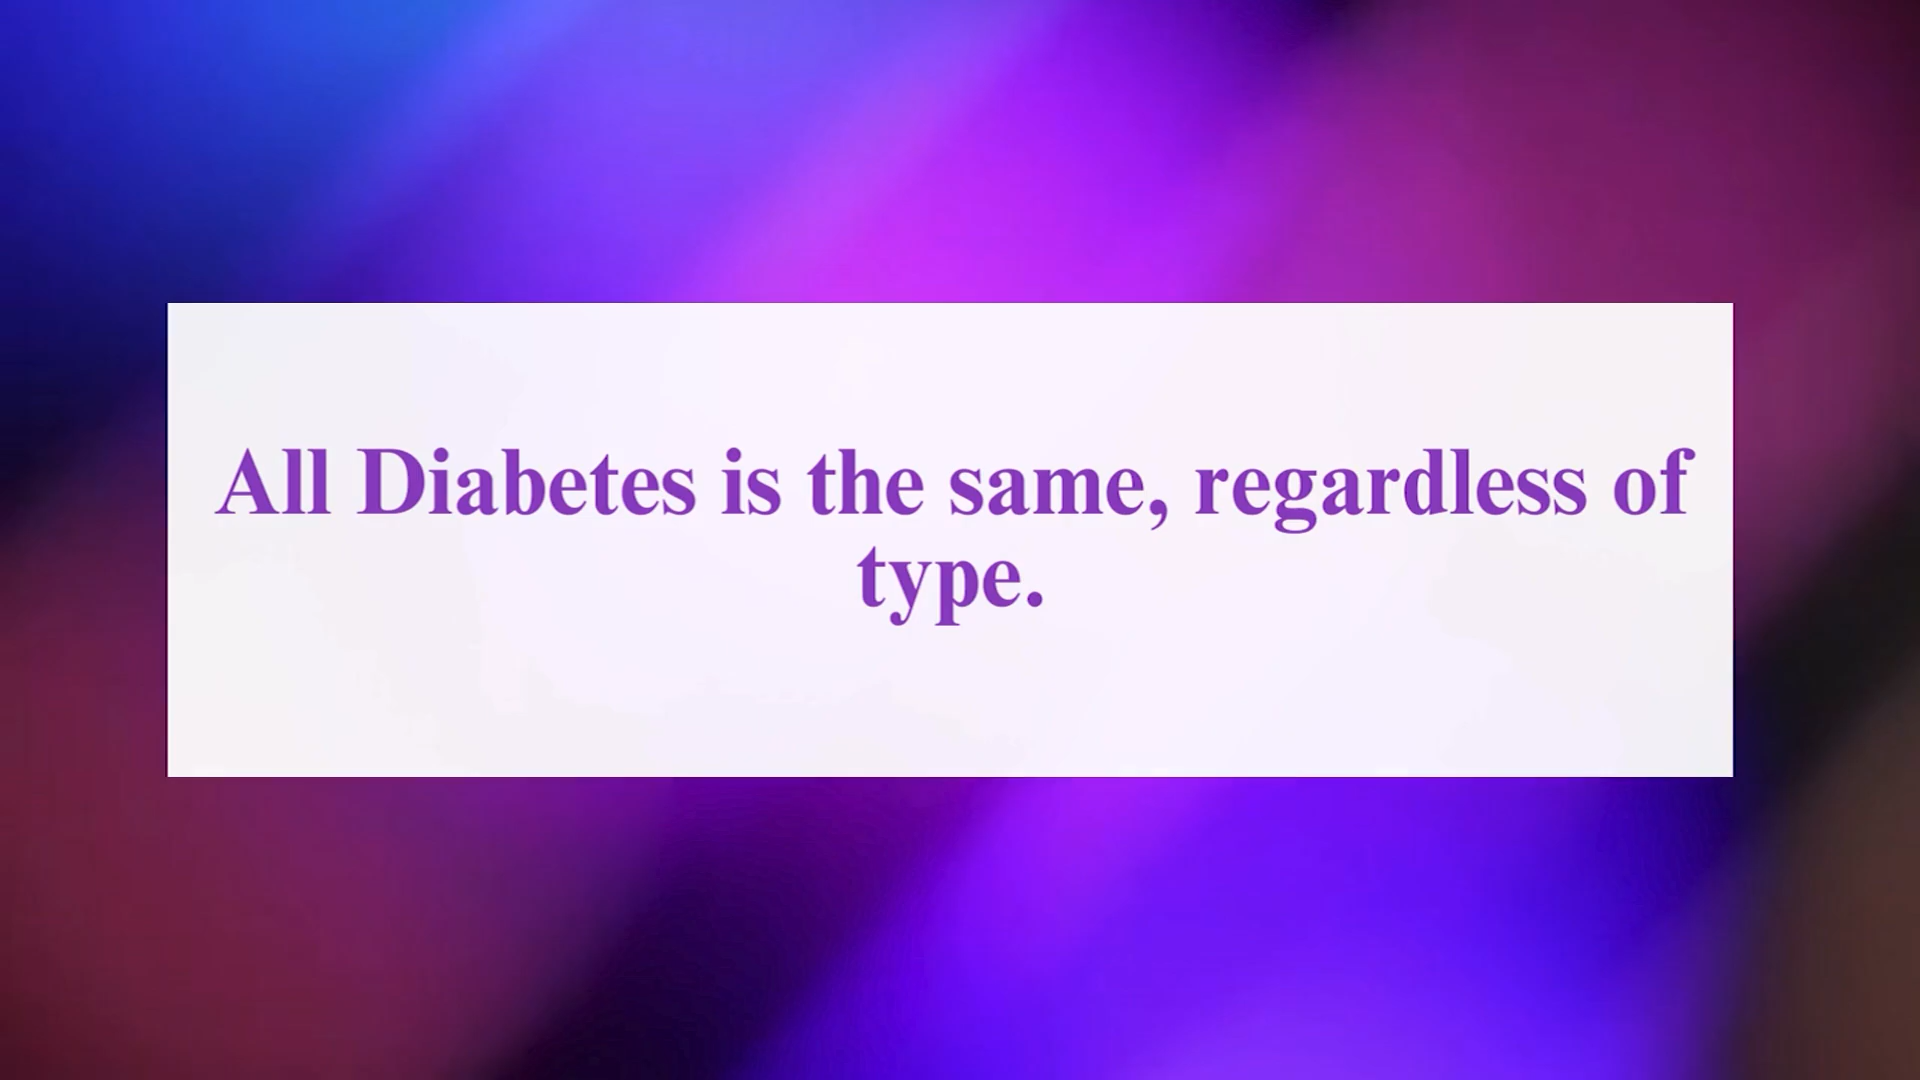 All Diabetes is the same, regardless of
type.